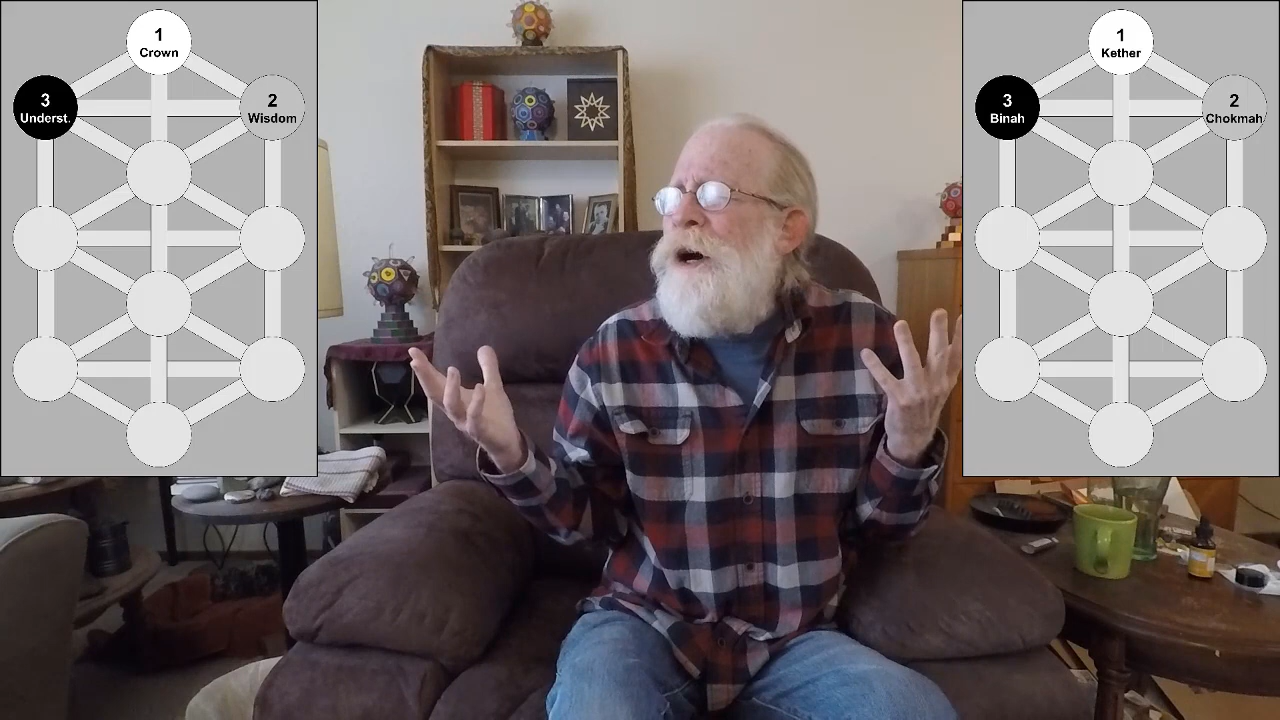 1
Crown
3
Underst.
2
Wisdom
1
Kether
3
Binah
2
Chokmah